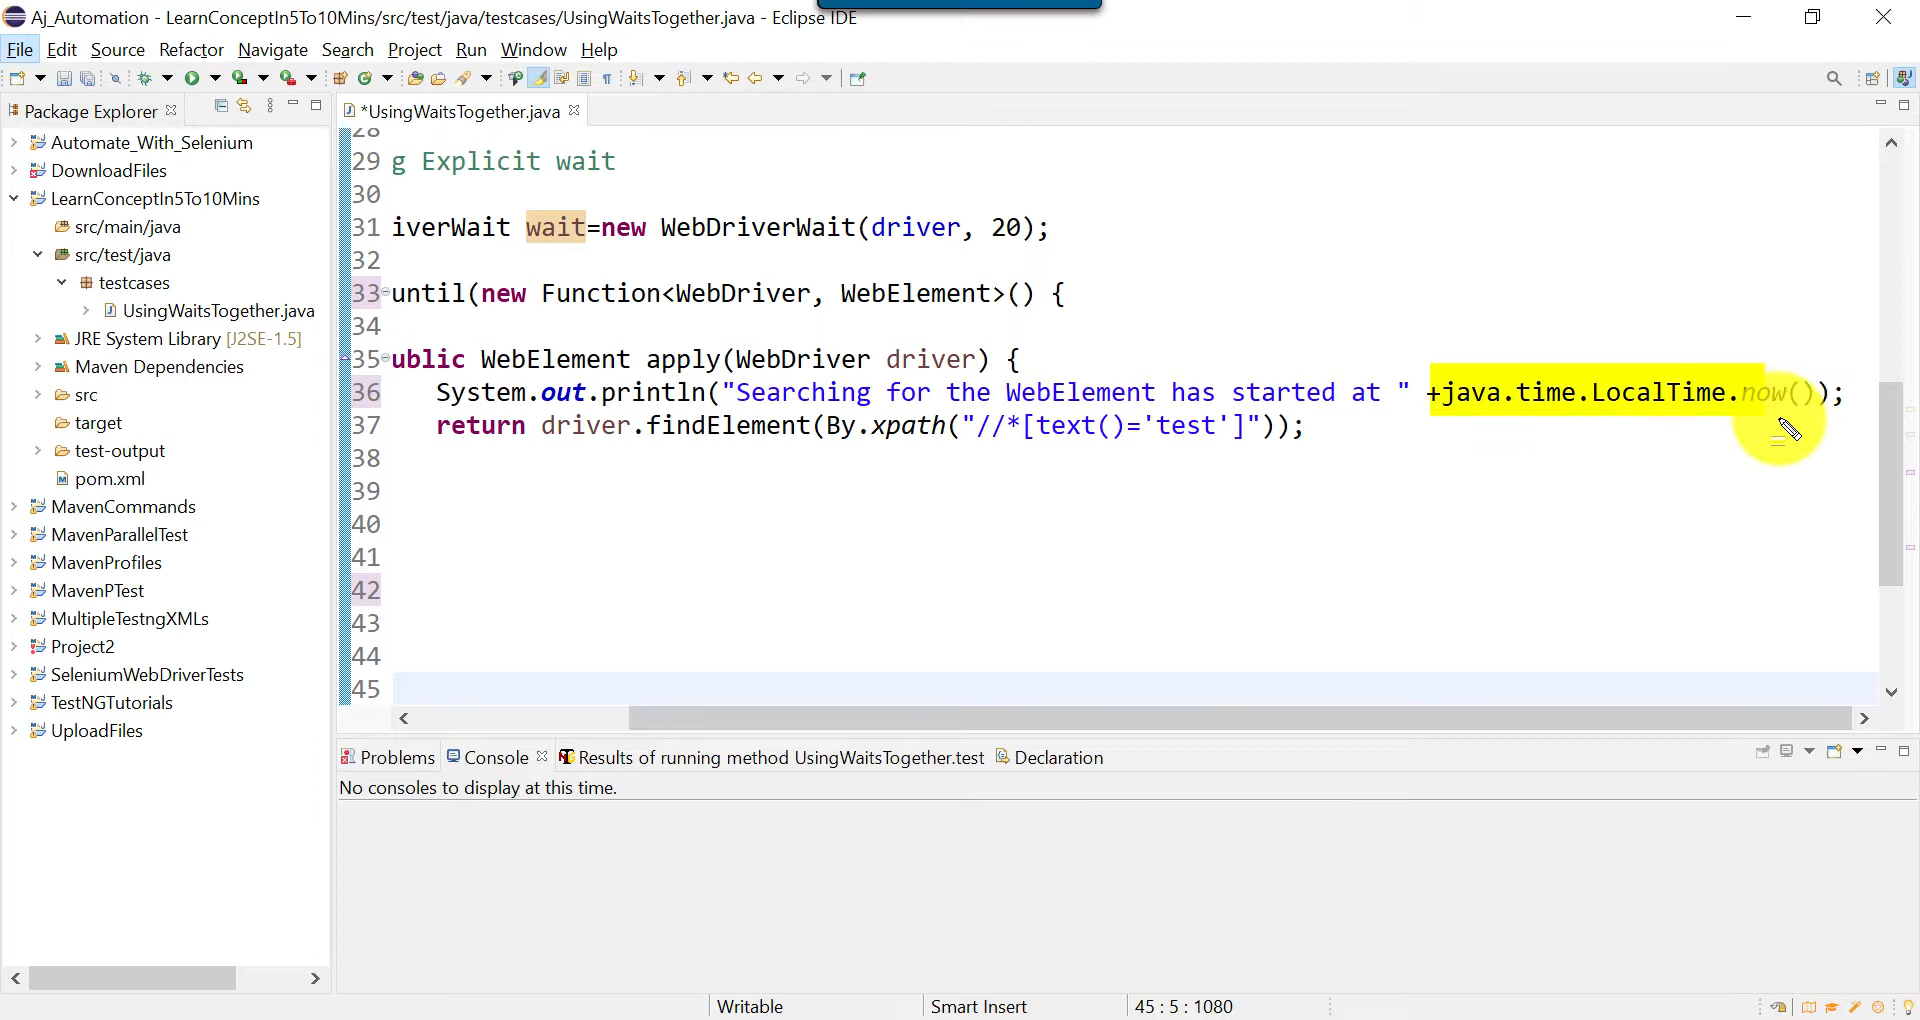 Aj_Automation - LearnConceptIn5To10Mins/src/test/java/testcases/UsingWaitsTogether.java - Eclipse IDE
File Edit Source Refactor Navigate Search Project Run Window Help
Package Explorer
Automate_With_Selenium
DownloadFiles
LearnConceptIn5To10Mins
src/main/java
src/test/java
testcases
UsingWaitsTogether.java
JRE System Library [J2SE-1.5]
Maven Dependencies
src
target
test-output
pom.xml
MavenCommands
MavenParallelTest
MavenProfiles
MavenPTest
MultipleTestngXMLs
Project2
SeleniumWebDriverTests
TestNGTutorials
UploadFiles
*UsingWaitsTogether.java
28
29 g Explicit wait
30
31 iverWait wait=new WebDriverWait(driver, 20);
32
33 until(new Function<WebDriver, WebElement>() {
34
35 ublic WebElement apply(WebDriver driver) {
36 System.out.println("Searching for the WebElement has started at " +java.time.LocalTime.now());
37 return driver.findElement(By.xpath("//*[text()='test']"));
38
39
40
41
42
43
44
45
Problems Console Results of running method UsingWaitsTogether.test Declaration
No consoles to display at this time.
Writable Smart Insert 45 : 5 : 1080